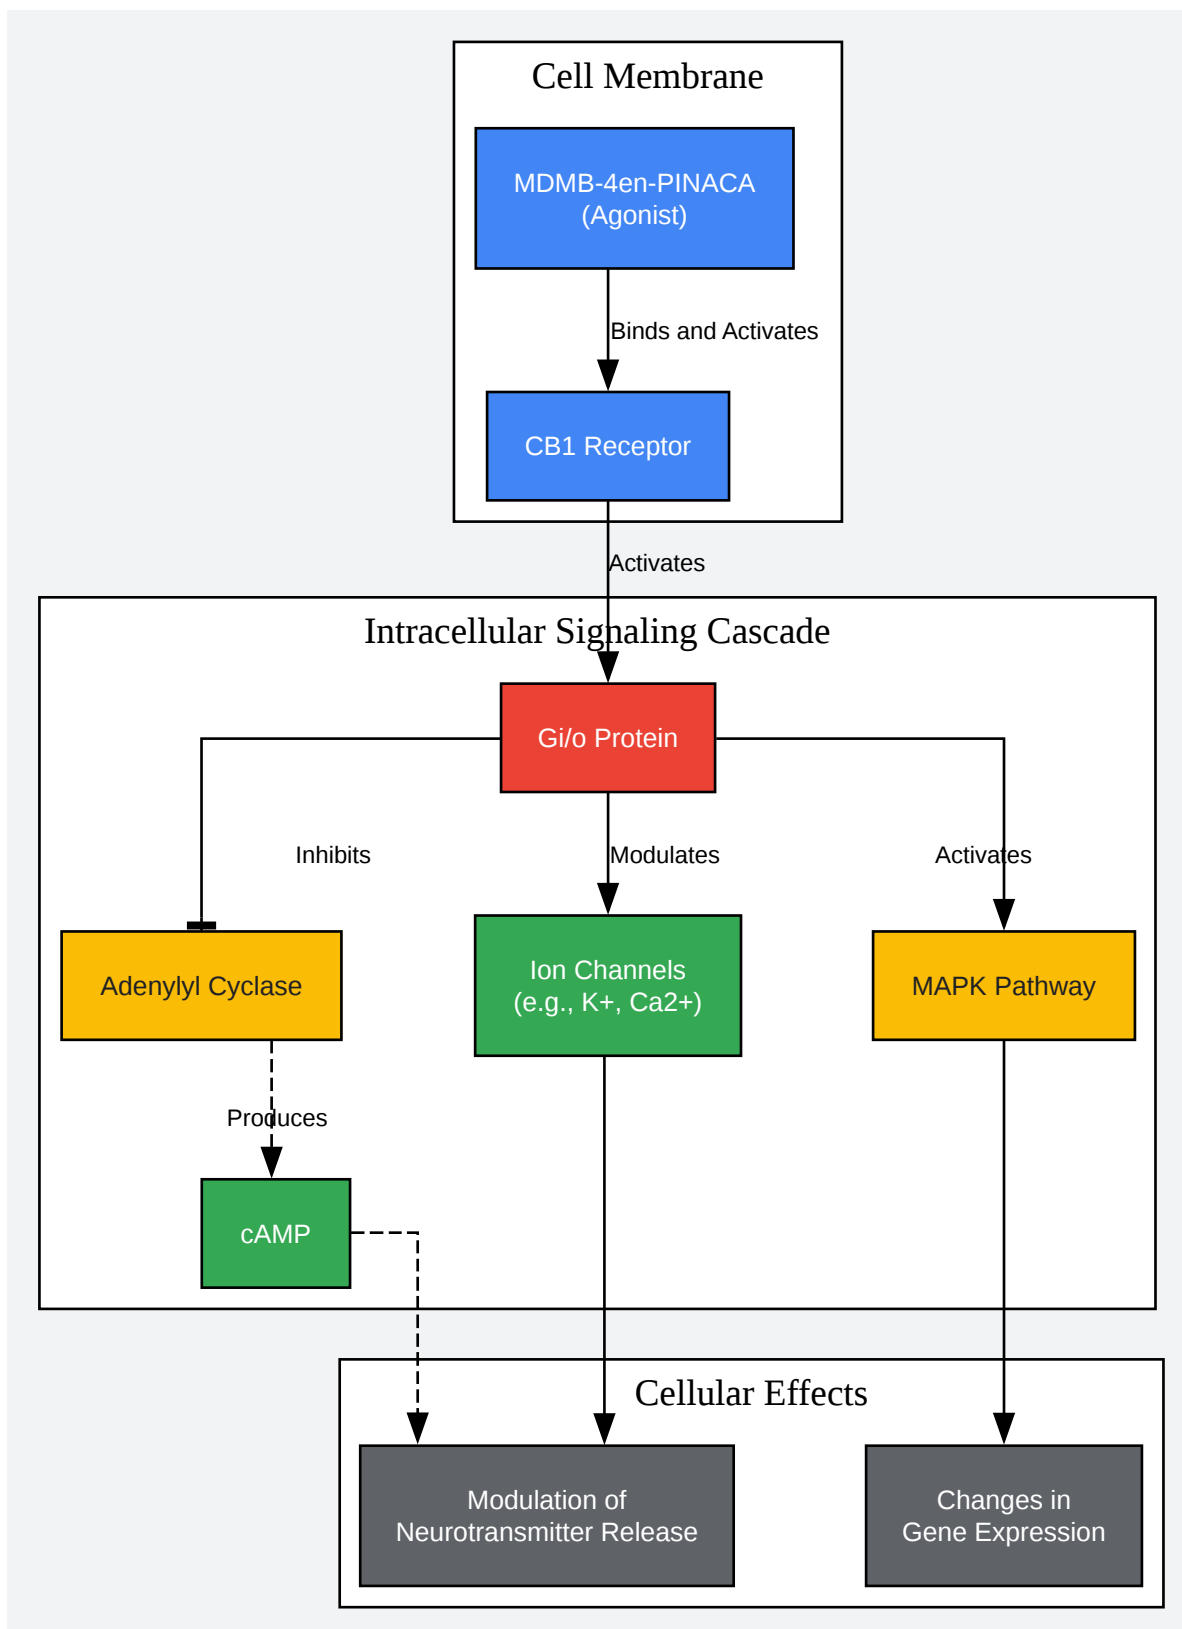 Cell Membrane
MDMB-4en-PINACA
(Agonist)
Binds and Activates
CB1 Receptor
Activates
Intracellular Signaling Cascade
Gi/o Protein
Inhibits
Modulates
Activates
Adenylyl Cyclase
Ion Channels
(e.g., K+, Ca2+)
MAPK Pathway
Produces
cAMP
Cellular Effects
Modulation of
Neurotransmitter Release
Changes in
Gene Expression